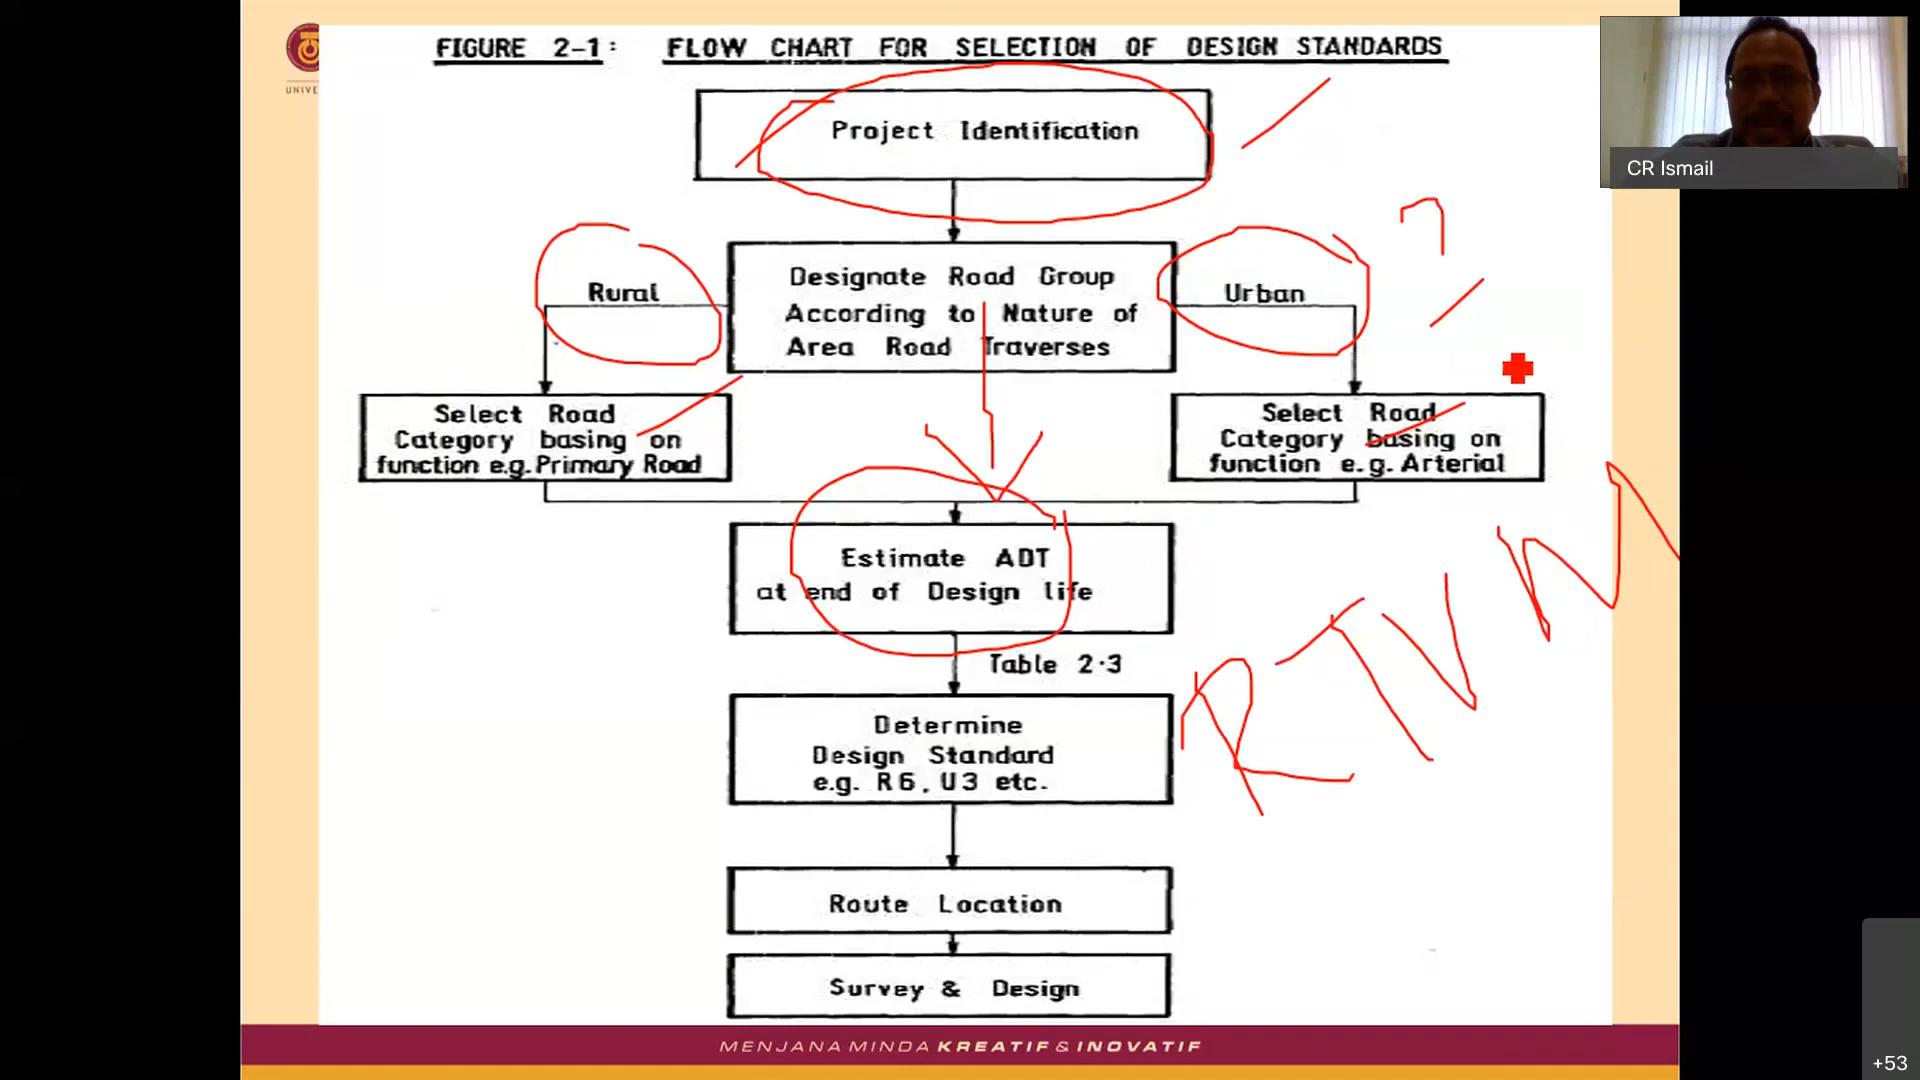 FIGURE 2-1: FLOW CHART FOR SELECTION OF DESIGN STANDARDS
UNIVE
Project Identification
CR Ismail
Rural
Designate Road Group
According to Nature of
Area Road Traverses
Urban
?
Select Road
Category basing on
function e.g. Primary Road
Select Road
Category basing on
function e.g. Arterial
Estimate ADT
at end of Design life
Table 2·3
RTVM
Determine
Design Standard
e.g. R6, U3 etc.
Route Location
Survey & Design
MENJANA MINDA KREATIF & INOVATIF
+53